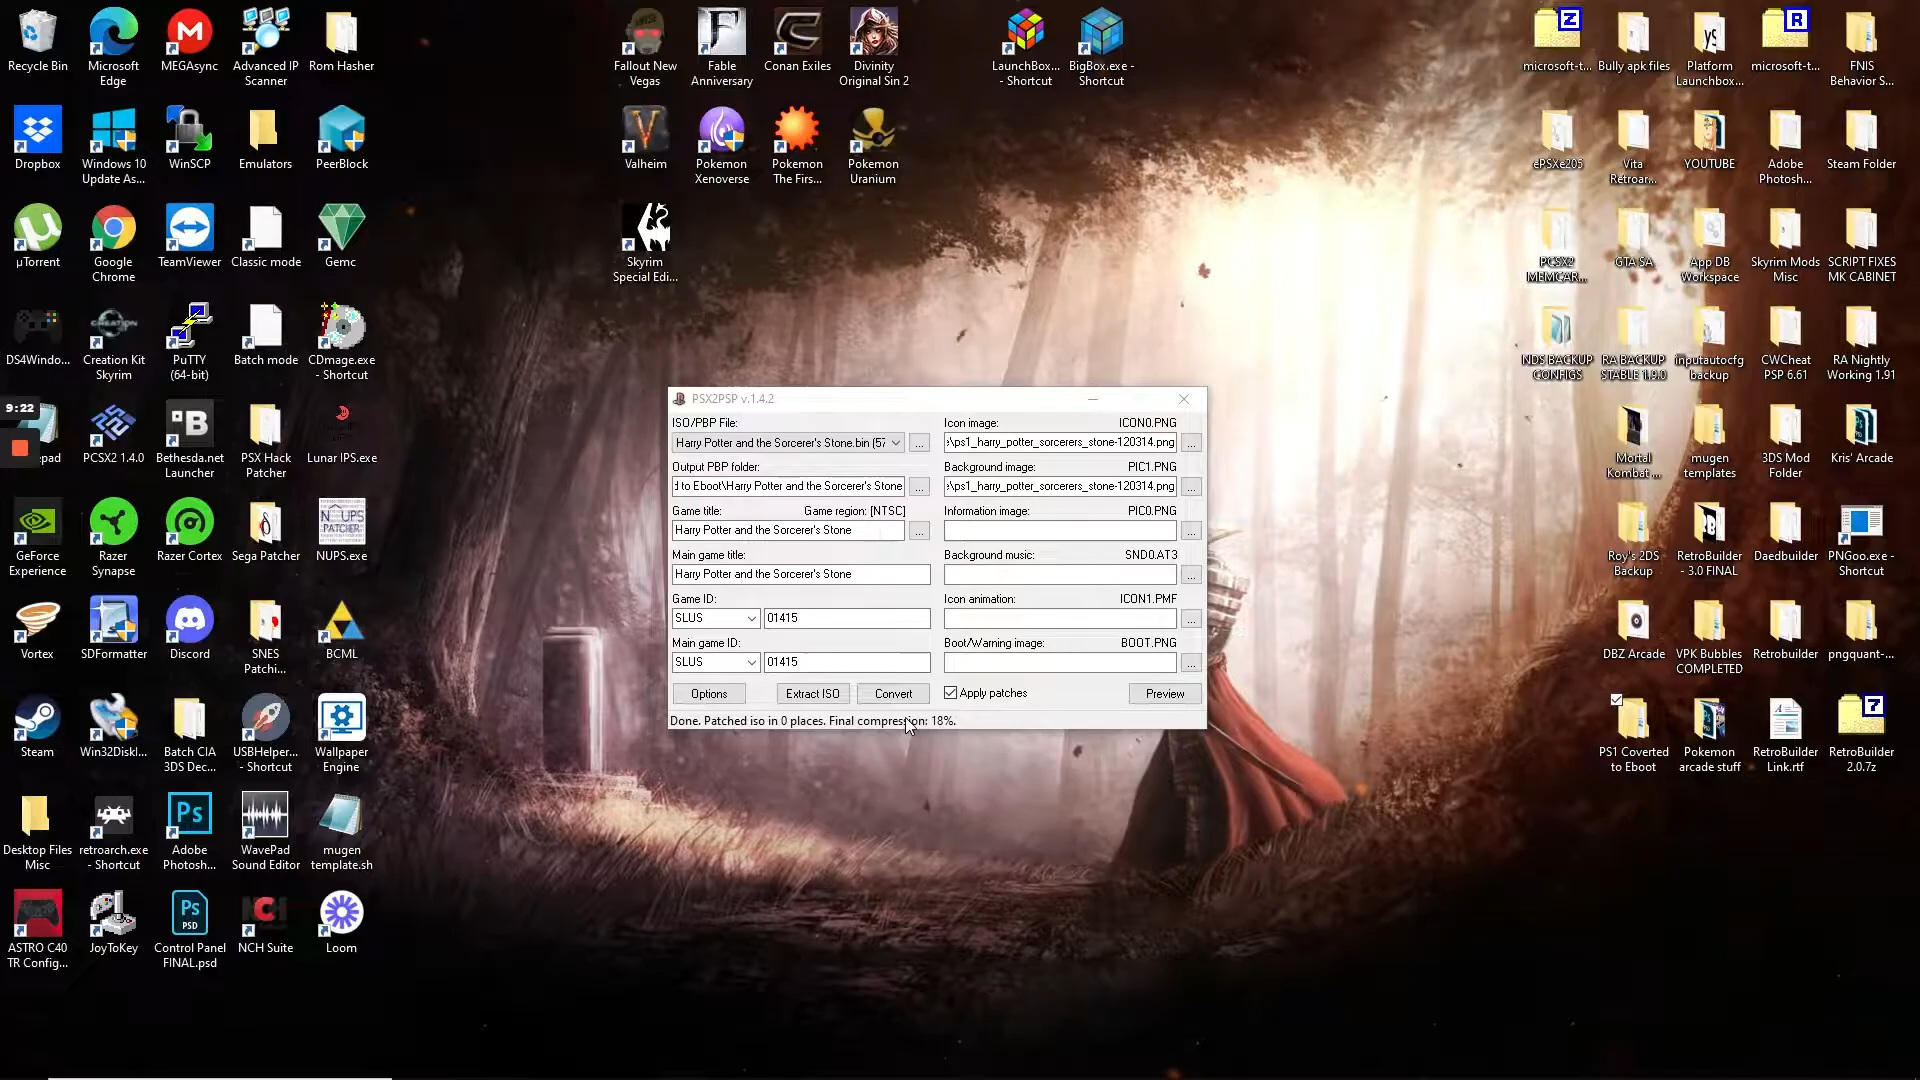 Recycle Bin
Microsoft
Edge
MEGAsync
Advanced IP
Scanner
Rom Hasher
Fallout New
Vegas
Fable
Anniversary
Conan Exiles
Divinity
Original Sin 2
LaunchBox...
- Shortcut
BigBox.exe -
Shortcut
Z
microsoft-t...
Bully apk files
Platform
Launchbox...
R
microsoft-t...
FNIS
Behavior S...
Dropbox
Windows 10
Update As...
WinSCP
Emulators
PeerBlock
Valheim
Pokemon
Xenoverse
Pokemon
The Firs...
Pokemon
Uranium
ePSXe205
Vita
Retroar...
YOUTUBE
Adobe
Photosh...
Steam Folder
µTorrent
Google
Chrome
TeamViewer
Classic mode
Gemc
Skyrim
Special Edi...
PCSX2
MEMCAR...
GTA SA
App DB
Workspace
Skyrim Mods
Misc
SCRIPT FIXES
MK CABINET
DS4Windo...
CREATION
Creation Kit
Skyrim
PuTTY
(64-bit)
Batch mode
CDmage.exe
- Shortcut
NDS BACKUP
CONFIGS
RA BACKUP
STABLE 1.9.0
inputautocfg
backup
CWCheat
PSP 6.61
RA Nightly
Working 1.91
9:22
epad
PCSX2 1.4.0
Bethesda.net
Launcher
PSX Hack
Patcher
Lunar IPS.exe
Mortal
Kombat ...
mugen
templates
3DS Mod
Folder
Kris' Arcade
PSX2PSP v.1.4.2
ISO/PBP File:
Harry Potter and the Sorcerer's Stone.bin (57
...
Output PBP folder:
d to Eboot\Harry Potter and the Sorcerer's Stone
...
Game title:
Game region: [NTSC]
Harry Potter and the Sorcerer's Stone
...
Main game title:
Harry Potter and the Sorcerer's Stone
Game ID:
SLUS
01415
Main game ID:
SLUS
01415
Options
Extract ISO
Convert
Icon image:
ICON0.PNG
:\ps1_harry_potter_sorcerers_stone-120314.png
...
Background image:
PIC1.PNG
:\ps1_harry_potter_sorcerers_stone-120314.png
...
Information image:
PIC0.PNG
...
Background music:
SND0.AT3
...
Icon animation:
ICON1.PMF
...
Boot/Warning image:
BOOT.PNG
...
Apply patches
Preview
Done. Patched iso in 0 places. Final compression: 18%.
GeForce
Experience
Razer
Synapse
Razer Cortex
Sega Patcher
NUPS
PATCHER
NUPS.exe
Roy's 2DS
Backup
RetroBuilder
- 3.0 FINAL
Daedbuilder
PNGoo.exe -
Shortcut
Vortex
SDFormatter
Discord
SNES
Patchi...
BCML
DBZ Arcade
VPK Bubbles
COMPLETED
Retrobuilder
pngquant-...
Steam
Win32DiskI...
Batch CIA
3DS Dec...
USBHelper...
- Shortcut
Wallpaper
Engine
PS1 Coverted
to Eboot
Pokemon
arcade stuff
RetroBuilder
Link.rtf
7
RetroBuilder
2.0.7z
Desktop Files
Misc
retroarch.exe
- Shortcut
Ps
Adobe
Photosh...
WavePad
Sound Editor
mugen
template.sh
ASTRO C40
TR Config...
JoyToKey
Ps
PSD
Control Panel
FINAL.psd
NCH Suite
Loom